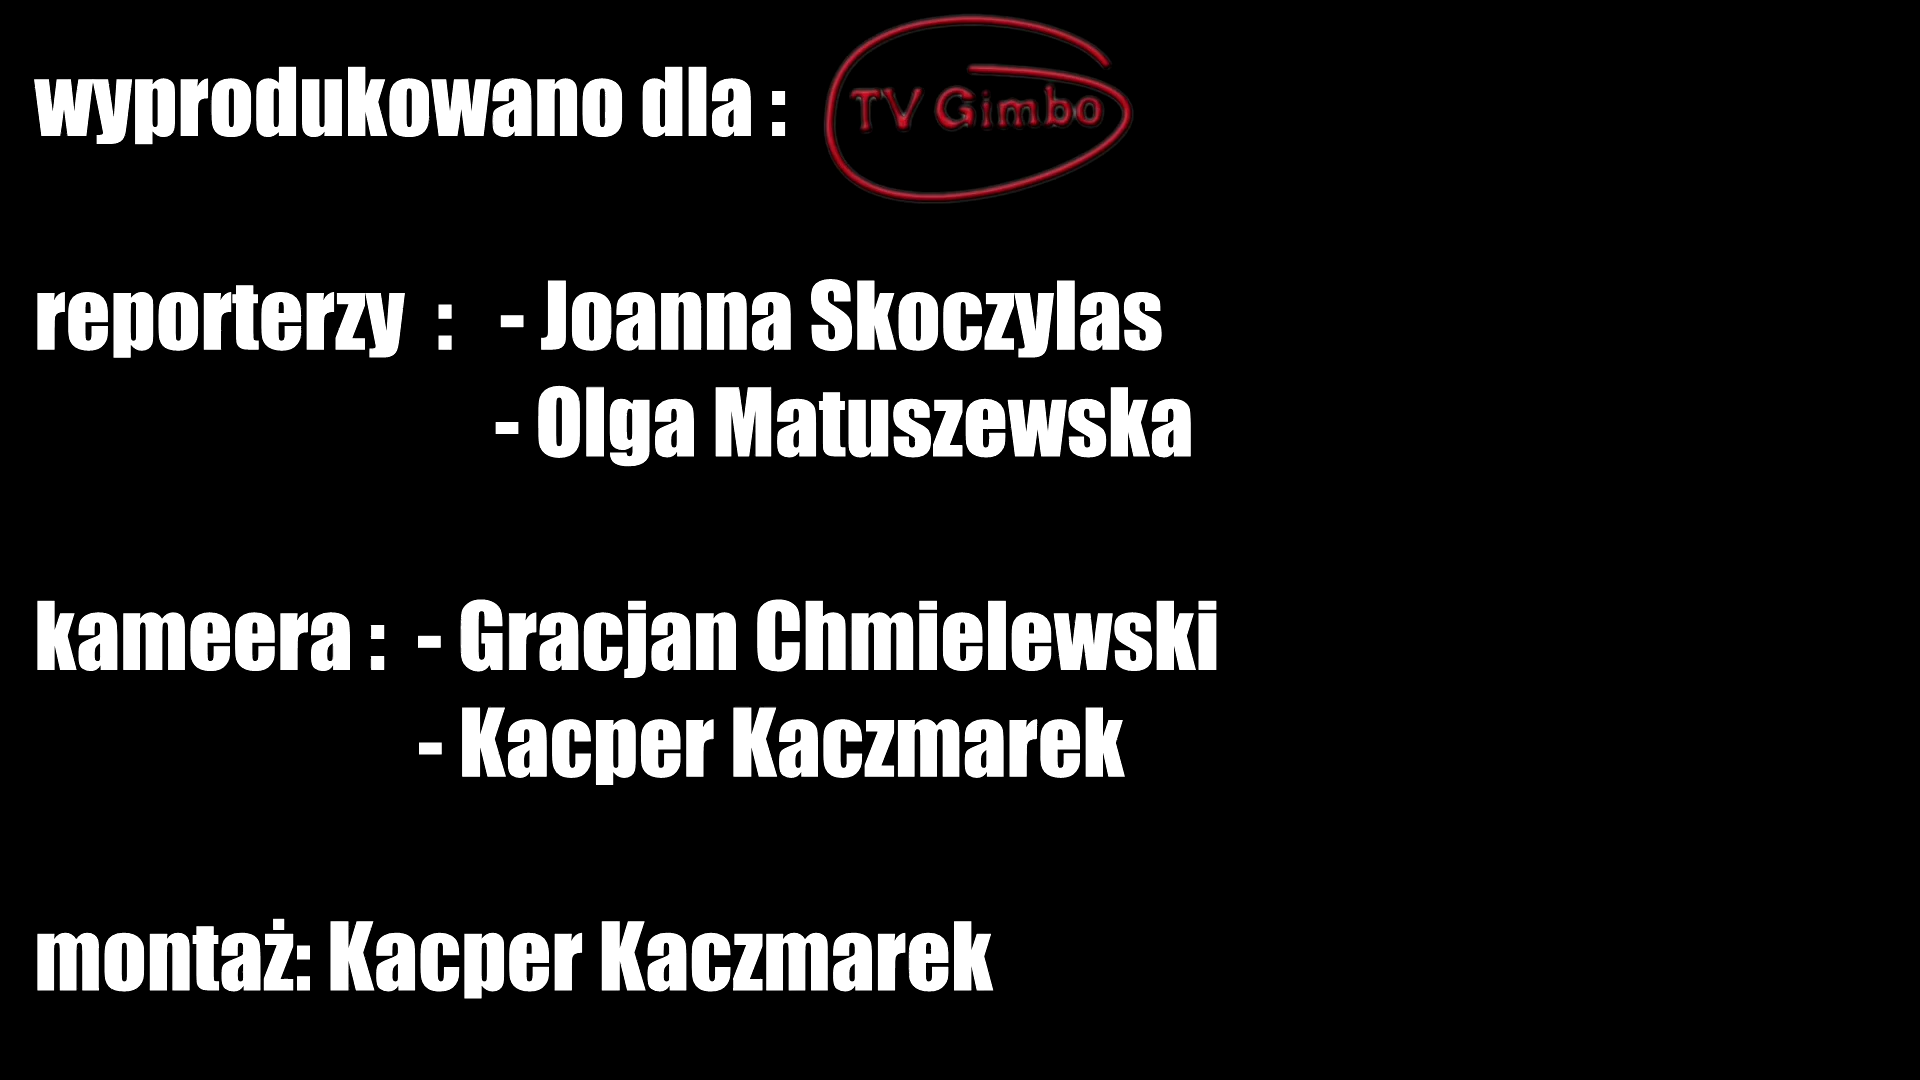 wyprodukowano dla : TV Gimbo
reporterzy : - Joanna Skoczylas
- Olga Matuszewska
kameera : - Gracjan Chmielewski
- Kacper Kaczmarek
montaż: Kacper Kaczmarek